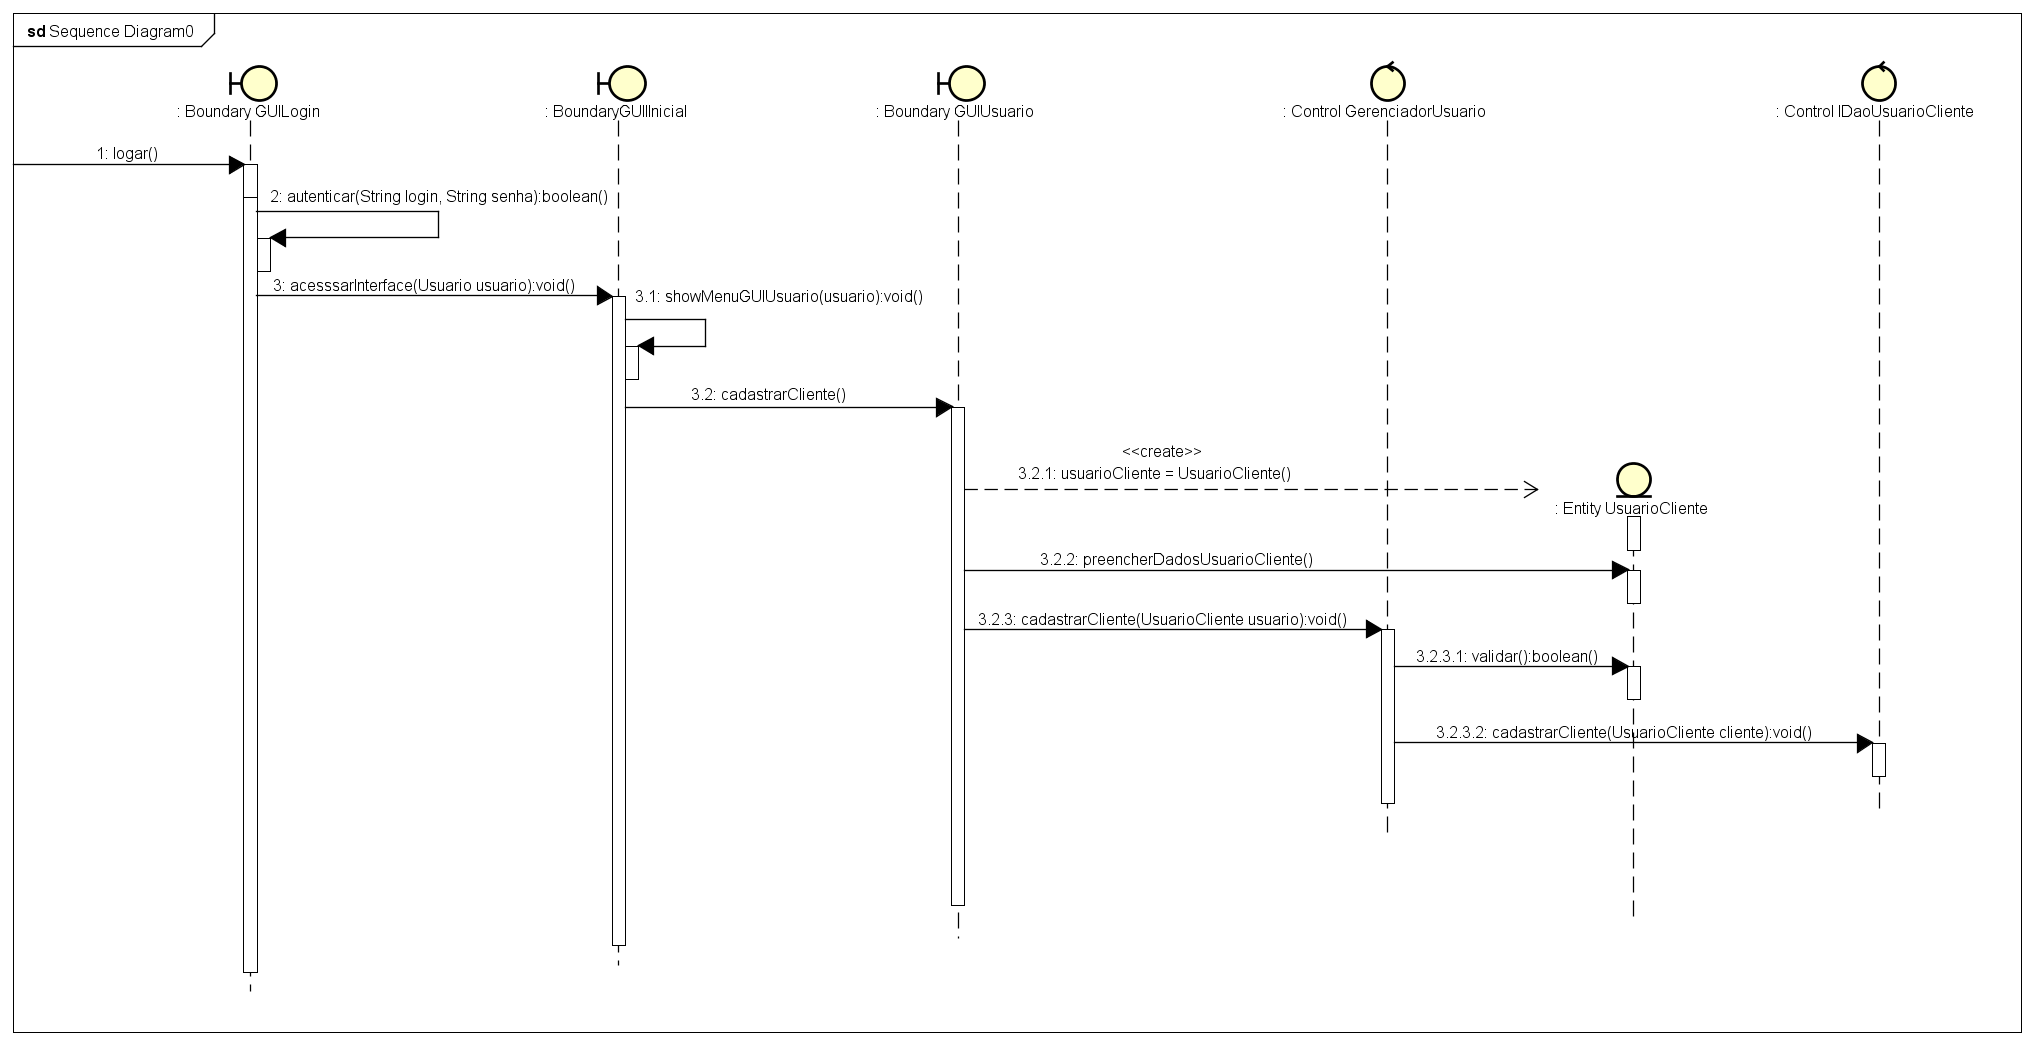 sd Sequence Diagram0
: Boundary GUILogin
: BoundaryGUIInicial
: Boundary GUIUsuario
: Control GerenciadorUsuario
: Control IDaoUsuarioCliente
1: logar()
2: autenticar(String login, String senha):boolean()
3: acesssarInterface(Usuario usuario):void()
3.1: showMenuGUIUsuario(usuario):void()
3.2: cadastrarCliente()
<<create>>
3.2.1: usuarioCliente = UsuarioCliente()
: Entity UsuarioCliente
3.2.2: preencherDadosUsuarioCliente()
3.2.3: cadastrarCliente(UsuarioCliente usuario):void()
3.2.3.1: validar():boolean()
3.2.3.2: cadastrarCliente(UsuarioCliente cliente):void()